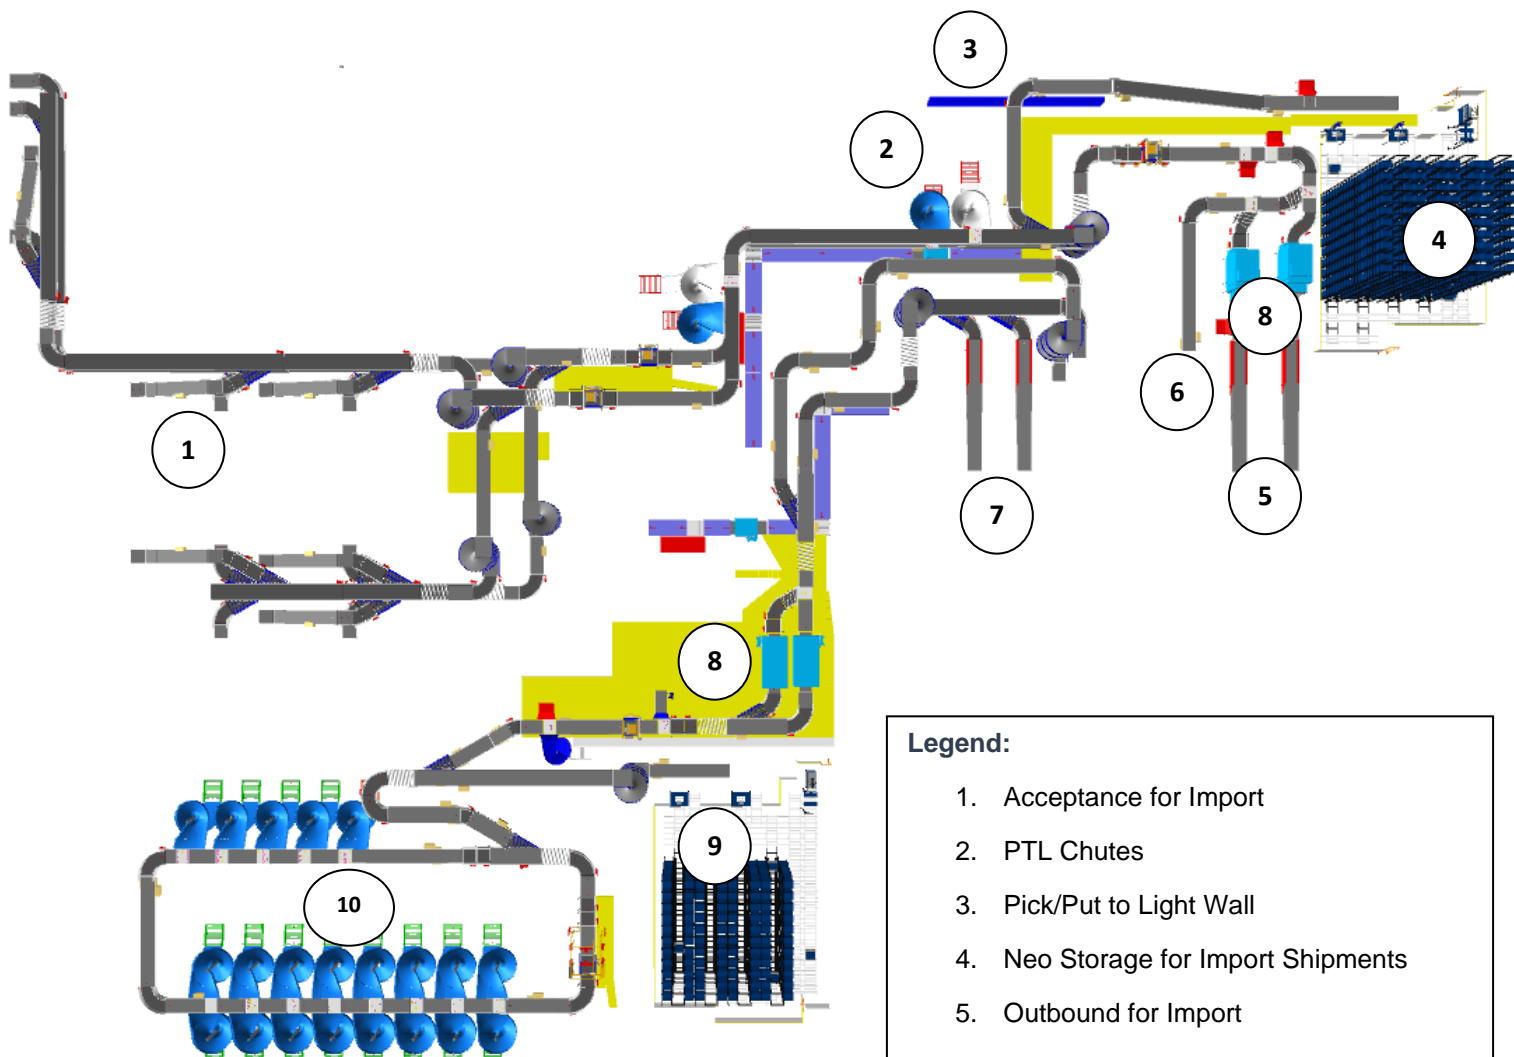 3
2
4
8
6
1
5
7
8
9
10
Legend:
1. Acceptance for Import
2. PTL Chutes
3. Pick/Put to Light Wall
4. Neo Storage for Import Shipments
5. Outbound for Import